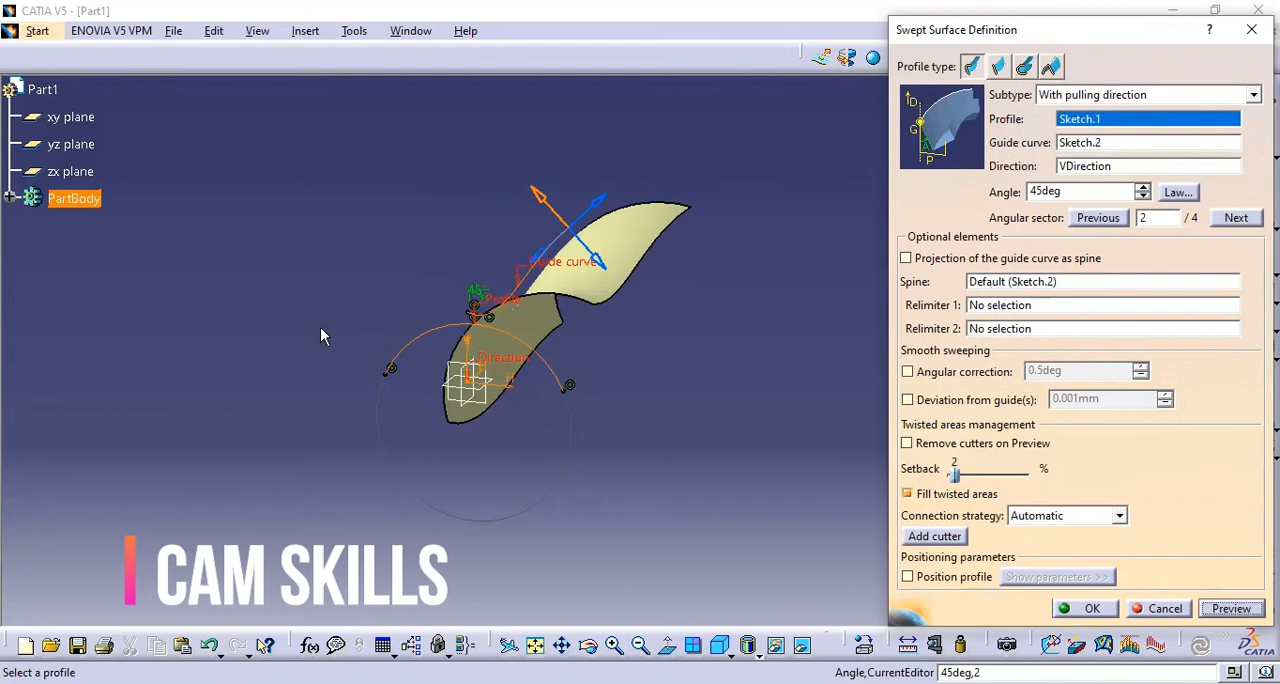 CATIA V5 - [Part1]
Start ENOVIA V5 VPM File Edit View Insert Tools Window Help
Part1
xy plane
yz plane
zx plane
PartBody
Guide curve
45
Profile
Direction
H
CAM SKILLS
Swept Surface Definition ?
Profile type:
D
G
A
P
Subtype: With pulling direction
Profile: Sketch.1
Guide curve: Sketch.2
Direction: VDirection
Angle: 45deg Law...
Angular sector: Previous 2 / 4 Next
Optional elements
Projection of the guide curve as spine
Spine: Default (Sketch.2)
Relimiter 1: No selection
Relimiter 2: No selection
Smooth sweeping
Angular correction: 0.5deg
Deviation from guide(s): 0.001mm
Twisted areas management
Remove cutters on Preview
Setback 2 %
Fill twisted areas
Connection strategy: Automatic
Add cutter
Positioning parameters
Position profile Show parameters >>
OK Cancel Preview
f(x)
CATIA
Select a profile Angle,CurrentEditor 45deg,2